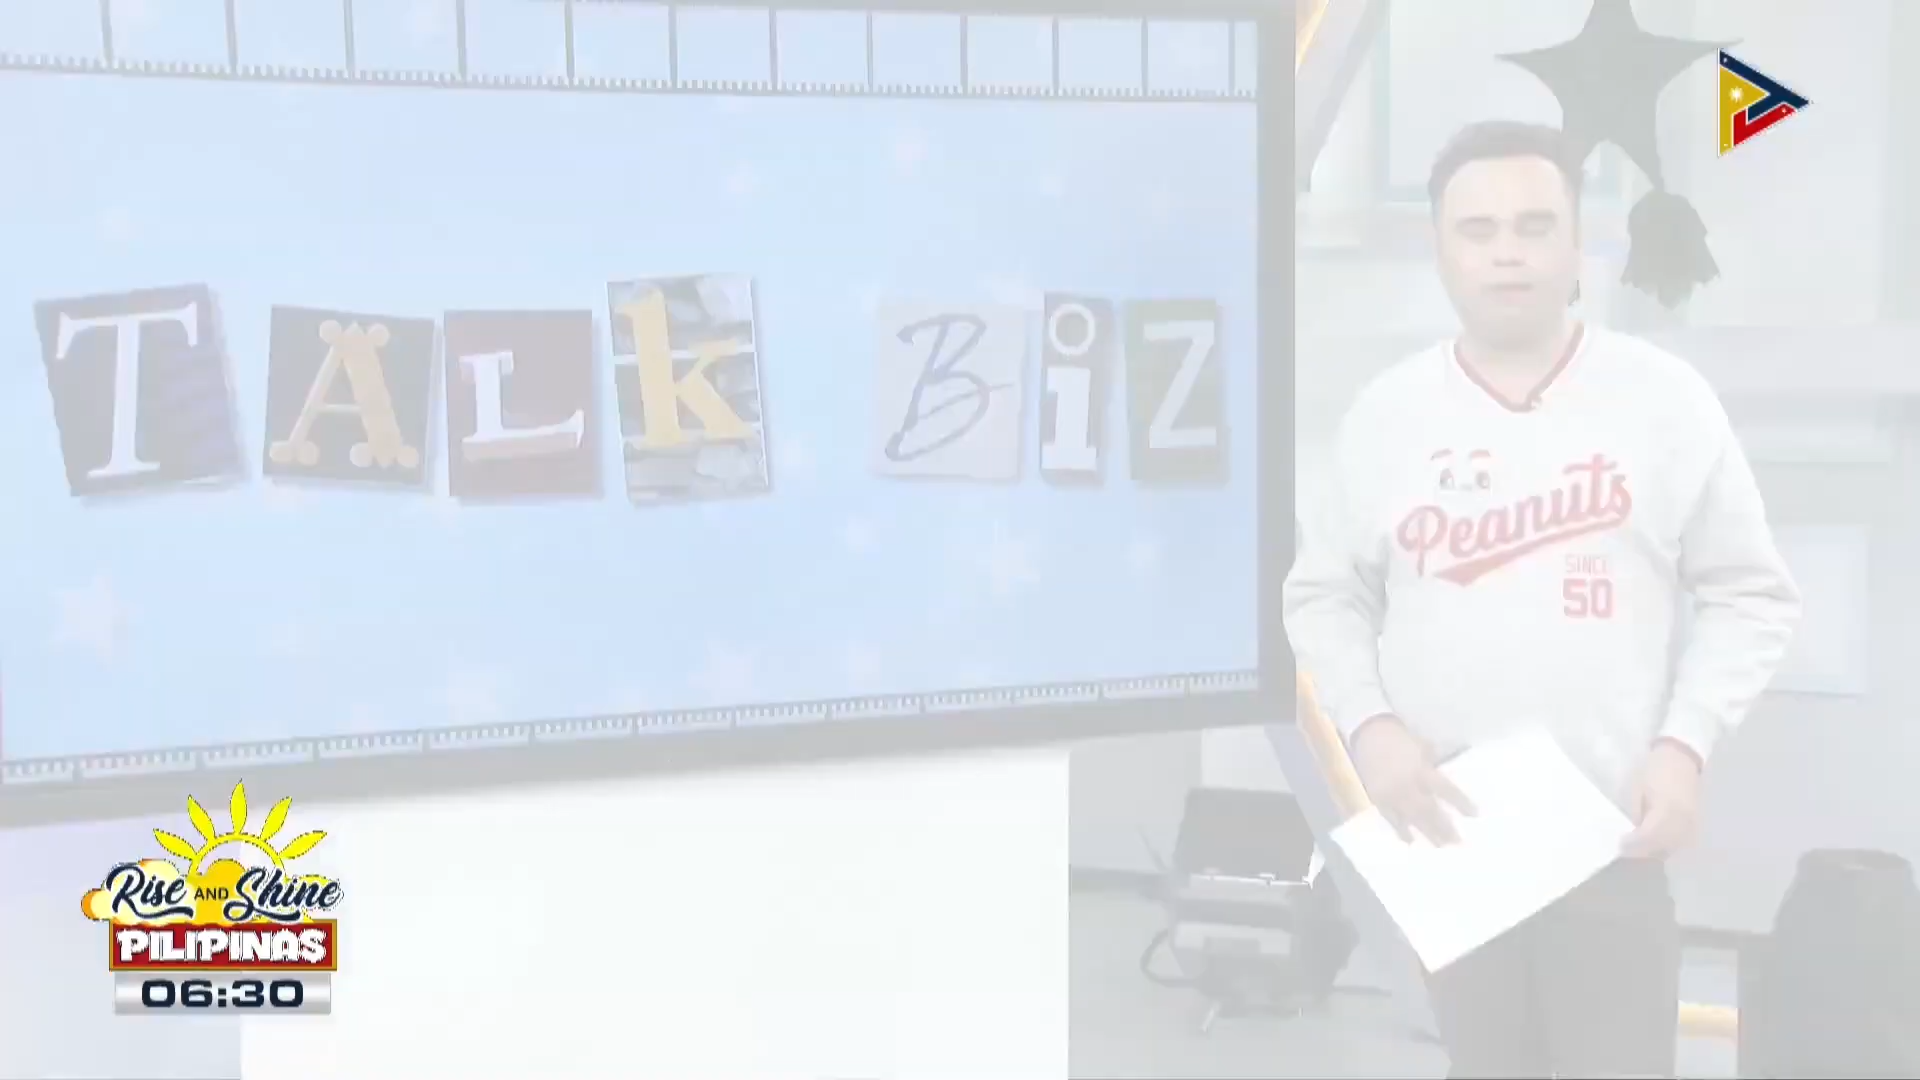 TALK BiZ
Peanuts
SINCE
50
Rise AND Shine
PILIPINAS
06:30